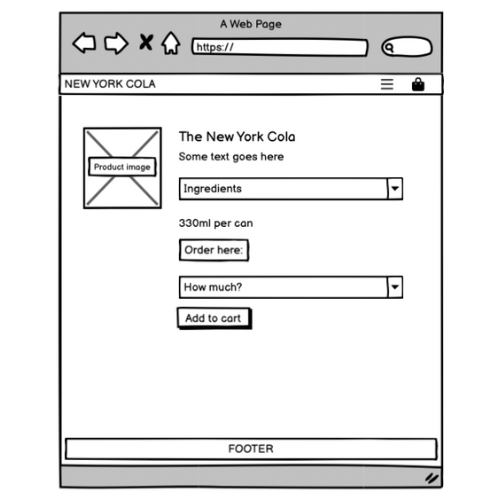 A Web Page
https://
NEW YORK COLA
The New York Cola
Some text goes here
Product image
Ingredients
330ml per can
Order here:
How much?
Add to cart
FOOTER